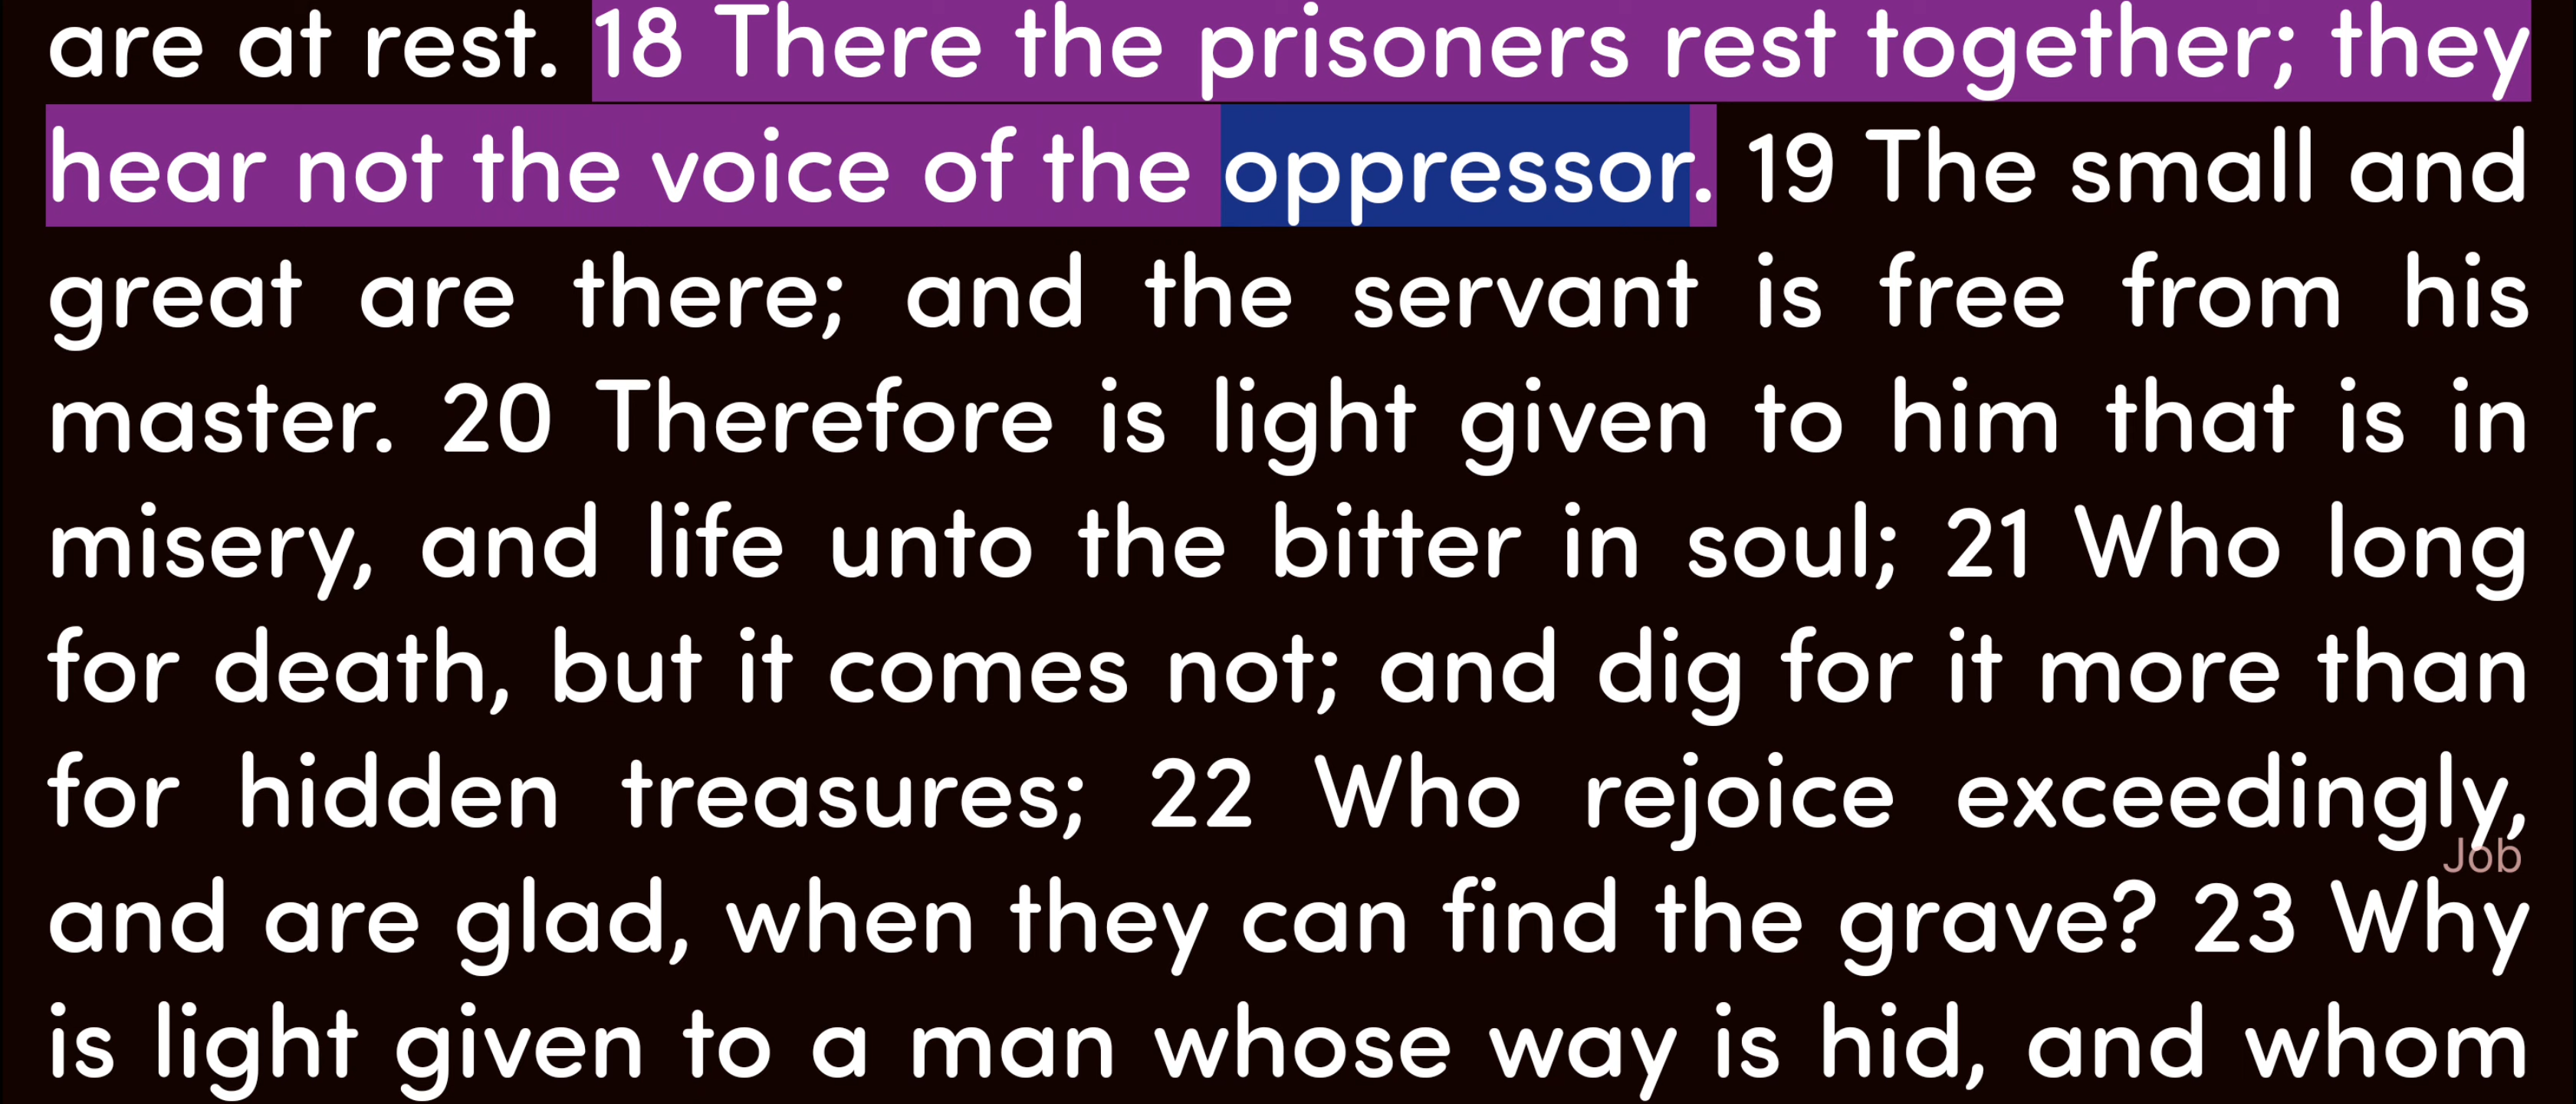 are at rest. 18 There the prisoners rest together; they
hear not the voice of the oppressor. 19 The small and
great are there; and the servant is free from his
master. 20 Therefore is light given to him that is in
misery, and life unto the bitter in soul; 21 Who long
for death, but it comes not; and dig for it more than
for hidden treasures; 22 Who rejoice exceedingly,
Job
and are glad, when they can find the grave? 23 Why
is light given to a man whose way is hid, and whom